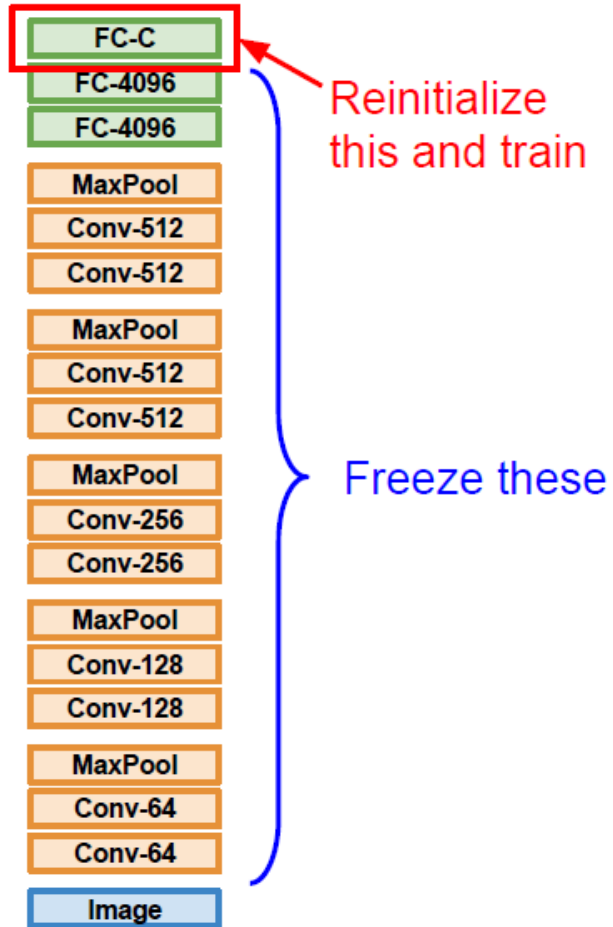 FC-C
FC-4096
FC-4096
Reinitialize
this and train
MaxPool
Conv-512
Conv-512
MaxPool
Conv-512
Conv-512
MaxPool
Conv-256
Conv-256
Freeze these
MaxPool
Conv-128
Conv-128
MaxPool
Conv-64
Conv-64
Image